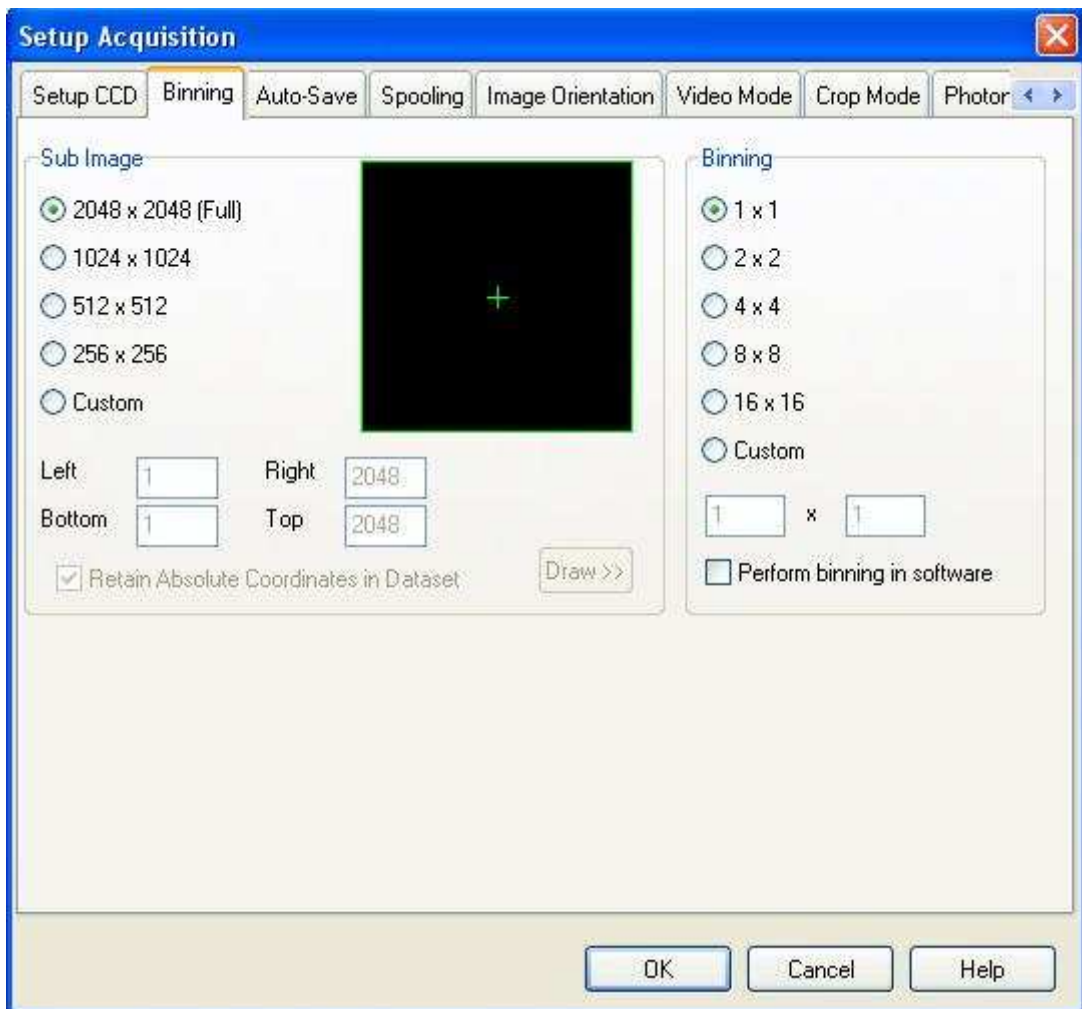 Setup Acquisition
Setup CCD Binning Auto-Save Spooling Image Orientation Video Mode Crop Mode Photor
Sub Image
2048 x 2048 (Full)
1024 x 1024
512 x 512
256 x 256
Custom
Left 1 Right 2048
Bottom 1 Top 2048
Retain Absolute Coordinates in Dataset Draw >>
Binning
1 x 1
2 x 2
4 x 4
8 x 8
16 x 16
Custom
1 x 1
Perform binning in software
OK Cancel Help